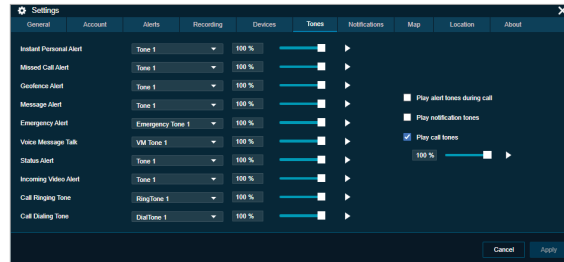 Settings
General Account Alerts Recording Devices Tones Notifications Map Location About
Instant Personal Alert Tone 1 100 %
Missed Call Alert Tone 1 100 %
Geofence Alert Tone 1 100 %
Message Alert Tone 1 100 %
Emergency Alert Emergency Tone 1 100 %
Voice Message Talk VM Tone 1 100 %
Status Alert Tone 1 100 %
Incoming Video Alert Tone 1 100 %
Call Ringing Tone RingTone 1 100 %
Call Dialing Tone DialTone 1 100 %
Play alert tones during call
Play notification tones
Play call tones
100 %
Cancel Apply